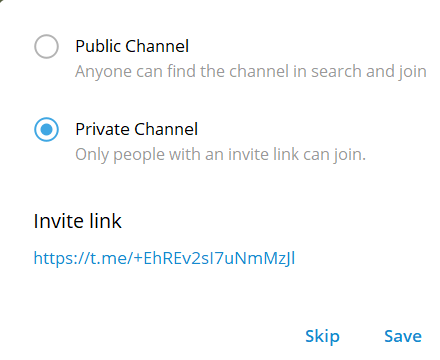 Public Channel
Anyone can find the channel in search and join
Private Channel
Only people with an invite link can join.
Invite link
https://t.me/+EhREv2sI7uNmMzJl
Skip Save